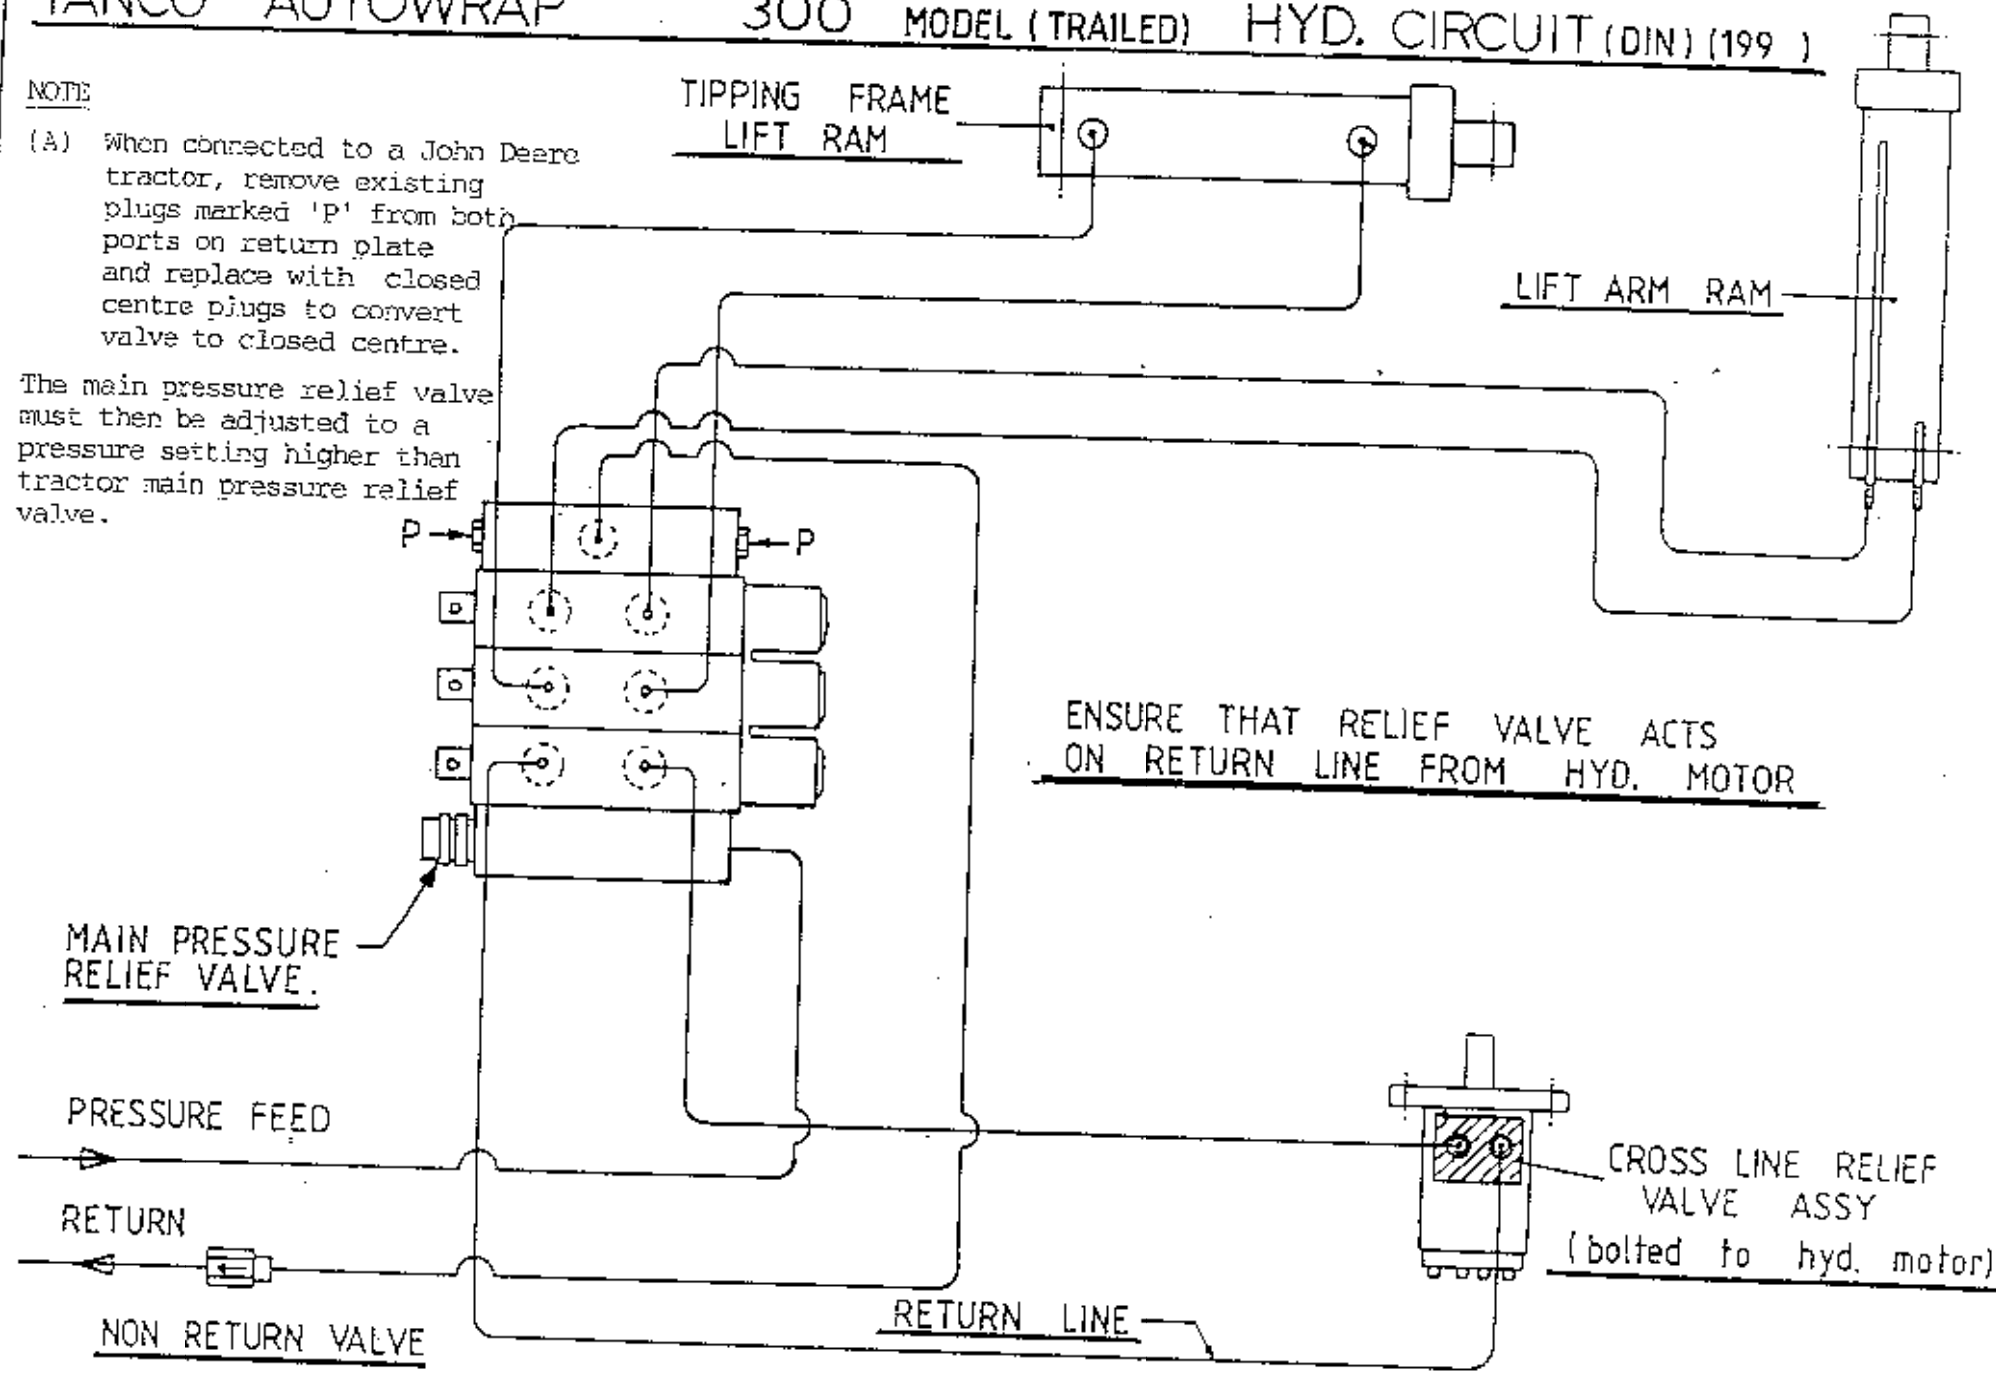 TANCO AUTOWRAP 300 MODEL (TRAILED) HYD. CIRCUIT (DIN) (199 )
NOTE
(A) When connected to a John Deere
tractor, remove existing
plugs marked 'P' from both
ports on return plate
and replace with closed
centre plugs to convert
valve to closed centre.
The main pressure relief valve
must then be adjusted to a
pressure setting higher than
tractor main pressure relief
valve.
TIPPING FRAME
LIFT RAM
LIFT ARM RAM
P
P
ENSURE THAT RELIEF VALVE ACTS
ON RETURN LINE FROM HYD. MOTOR
MAIN PRESSURE
RELIEF VALVE.
PRESSURE FEED
RETURN
NON RETURN VALVE
RETURN LINE
CROSS LINE RELIEF
VALVE ASSY
(bolted to hyd. motor)